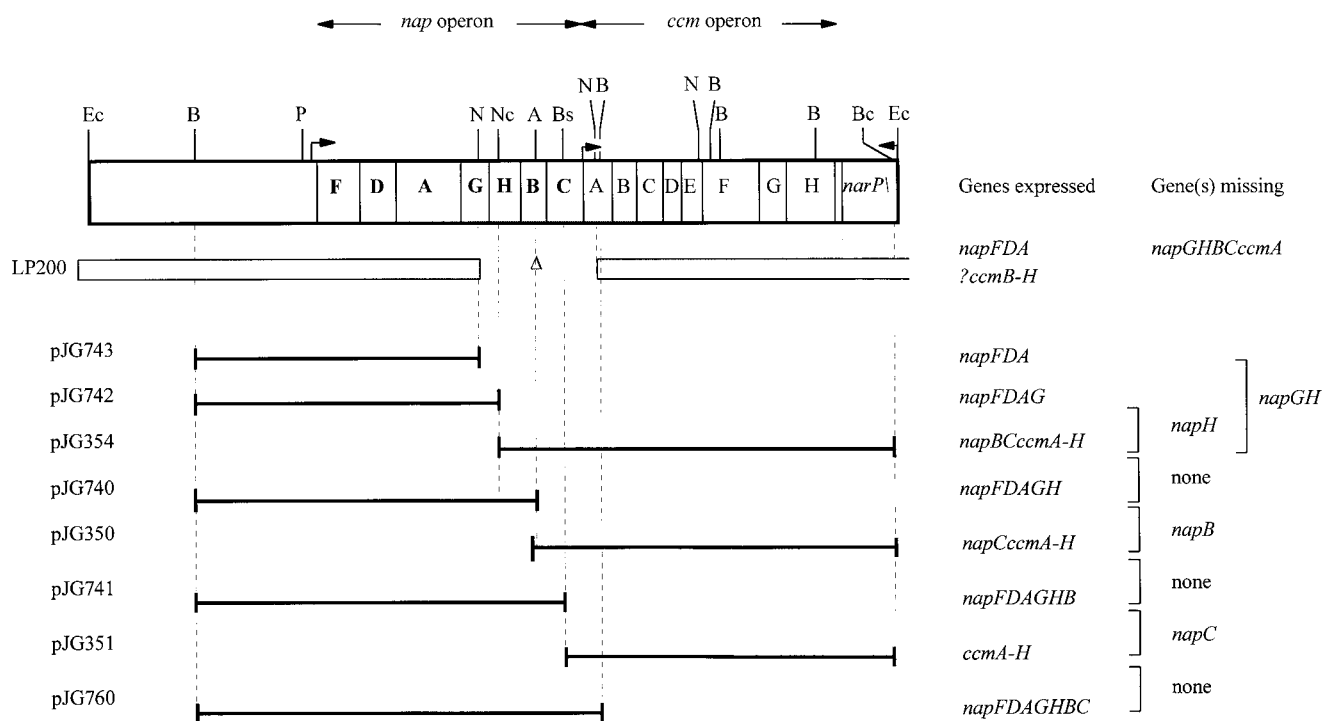 nap operon ccm operon
N B N B
Ec B P N Nc A Bs B B Bc Ec
F D A G H B C A B C D E F G H narP\
Genes expressed Gene(s) missing
LP200 Δ napFDA napGHBCccmA
?ccmB-H
pJG743 napFDA
pJG742 napFDAG
napGH
pJG354 napBCccmA-H napH
pJG740 napFDAGH none
pJG350 napCccmA-H napB
pJG741 napFDAGHB none
pJG351 ccmA-H napC
pJG760 napFDAGHBC none